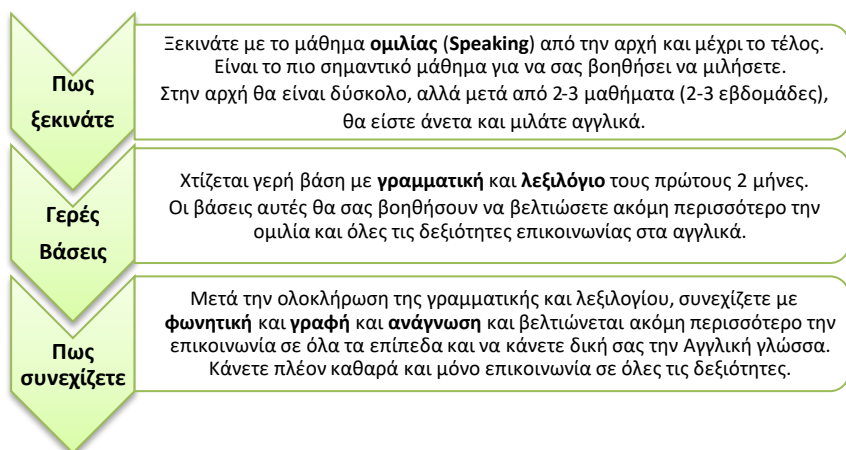 Πως
ξεκινάτε
Ξεκινάτε με το μάθημα ομιλίας (Speaking) από την αρχή και μέχρι το τέλος.
Είναι το πιο σημαντικό μάθημα για να σας βοηθήσει να μιλήσετε.
Στην αρχή θα είναι δύσκολο, αλλά μετά από 2-3 μαθήματα (2-3 εβδομάδες),
θα είστε άνετα και μιλάτε αγγλικά.
Γερές
Βάσεις
Χτίζεται γερή βάση με γραμματική και λεξιλόγιο τους πρώτους 2 μήνες.
Οι βάσεις αυτές θα σας βοηθήσουν να βελτιώσετε ακόμη περισσότερο την
ομιλία και όλες τις δεξιότητες επικοινωνίας στα αγγλικά.
Πως
συνεχίζετε
Μετά την ολοκλήρωση της γραμματικής και λεξιλογίου, συνεχίζετε με
φωνητική και γραφή και ανάγνωση και βελτιώνεται ακόμη περισσότερο την
επικοινωνία σε όλα τα επίπεδα και να κάνετε δική σας την Αγγλική γλώσσα.
Κάνετε πλέον καθαρά και μόνο επικοινωνία σε όλες τις δεξιότητες.